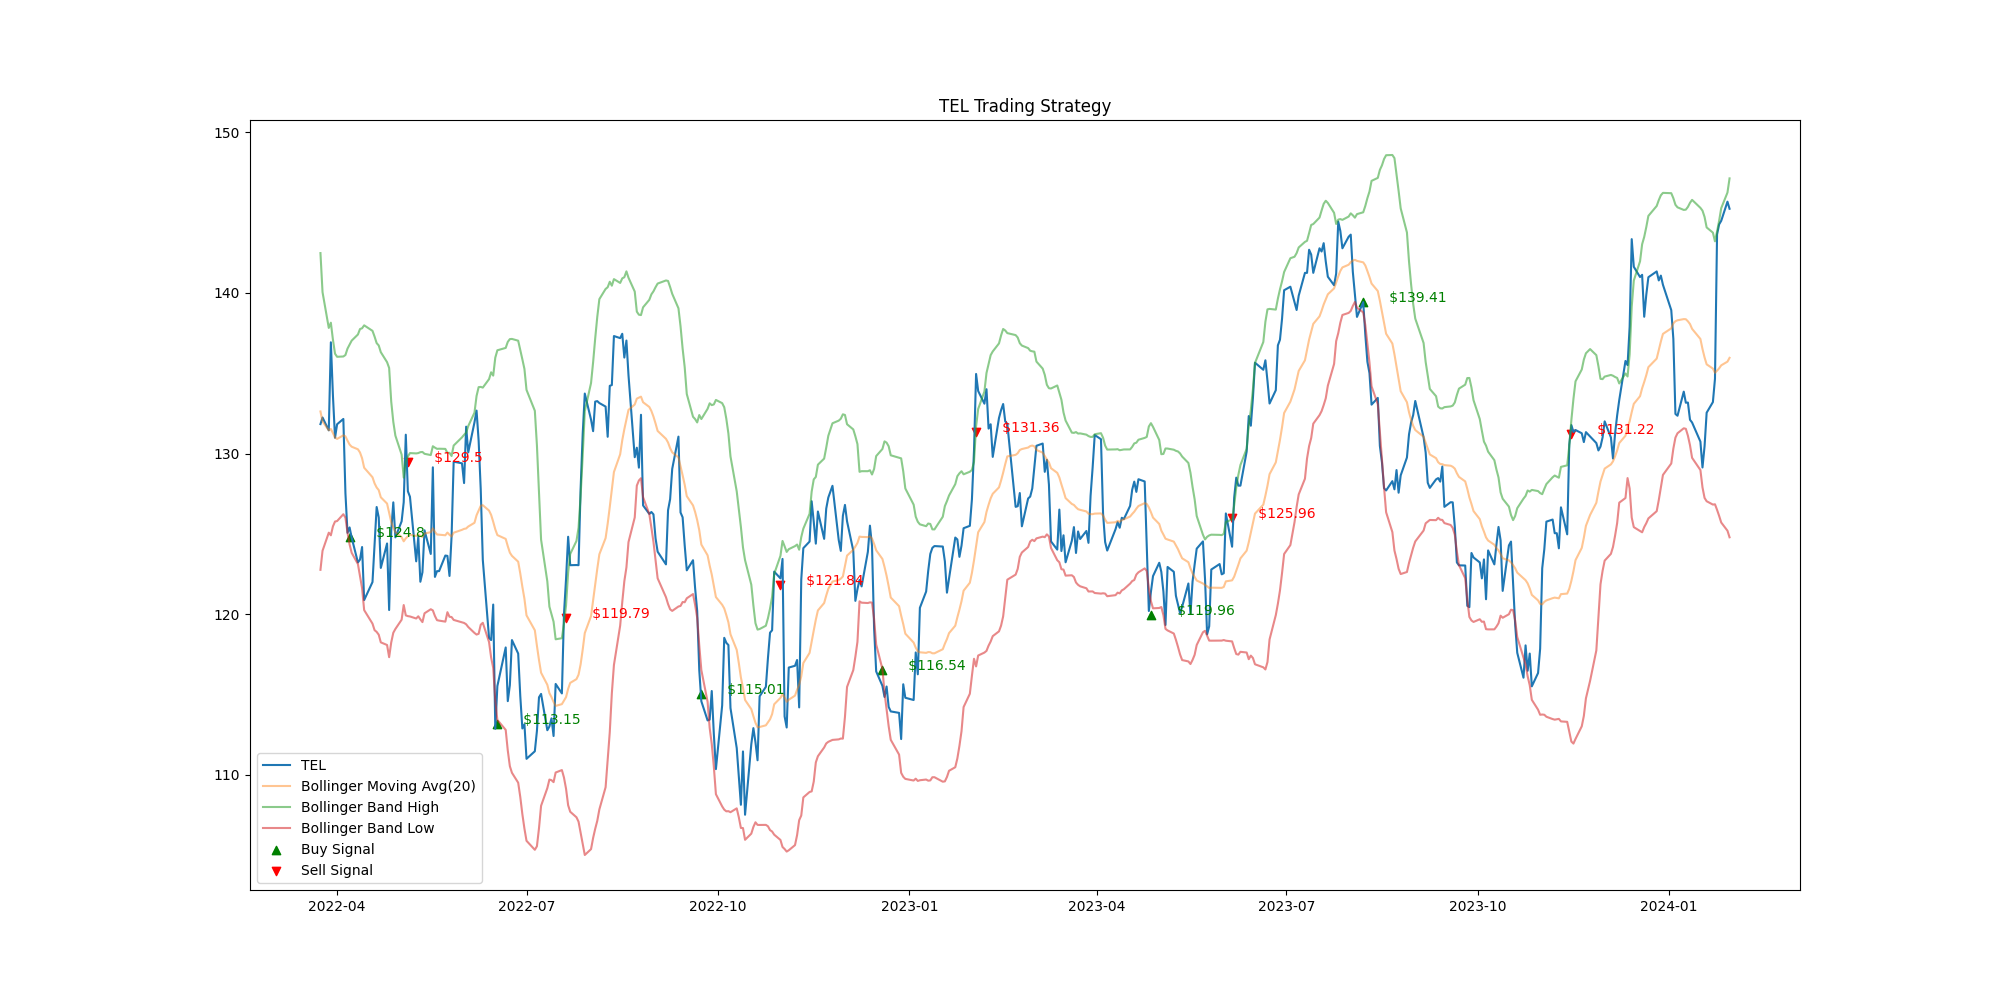 TEL Trading Strategy
150
140
130
120
110
$139.41
$129.5
$131.36
$131.22
$124.8
$125.96
$121.84
$119.79
$119.96
$116.54
$115.01
$113.15
TEL
Bollinger Moving Avg(20)
Bollinger Band High
Bollinger Band Low
Buy Signal
Sell Signal
2022-04 2022-07 2022-10 2023-01 2023-04 2023-07 2023-10 2024-01